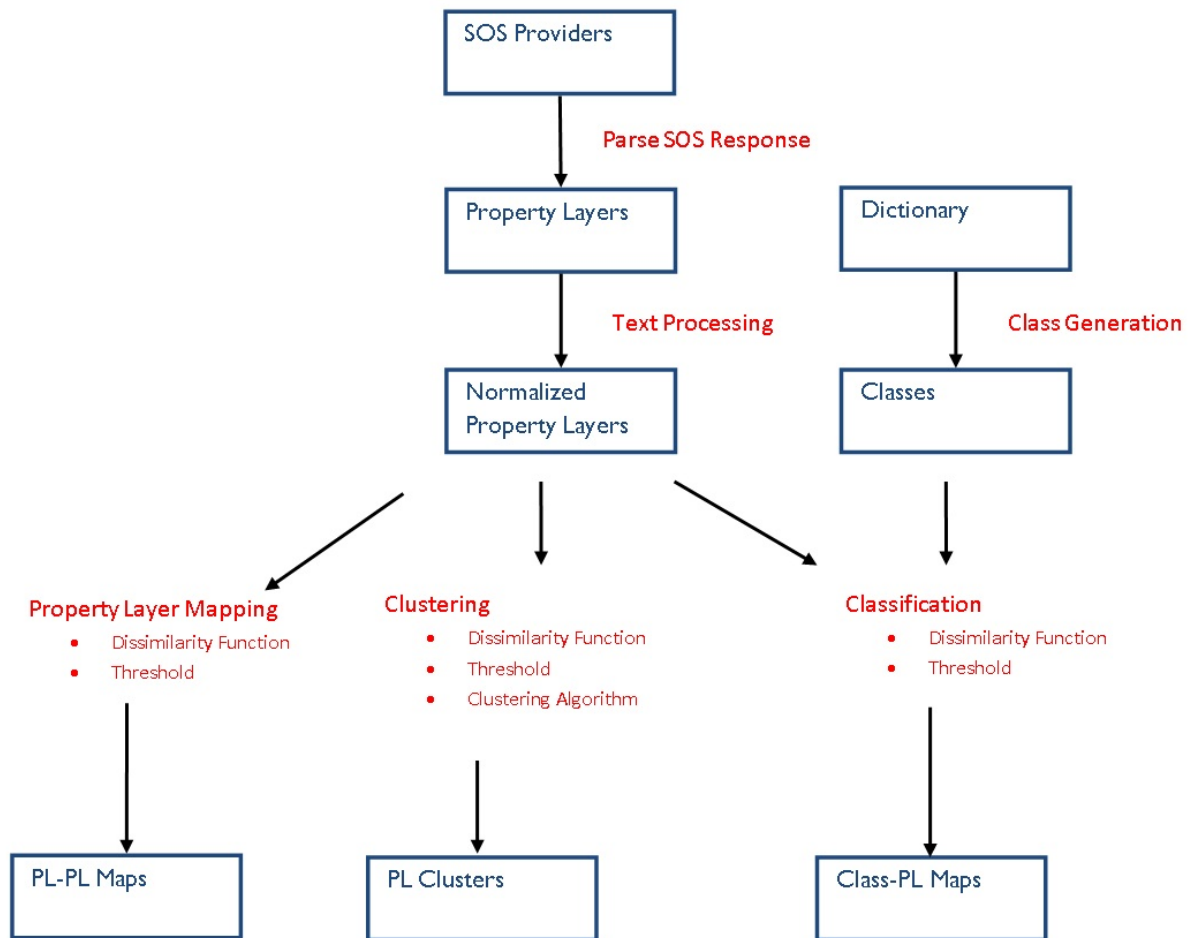 SOS Providers
Parse SOS Response
Property Layers
Dictionary
Text Processing
Class Generation
Normalized
Property Layers
Classes
Property Layer Mapping
• Dissimilarity Function
• Threshold
Clustering
• Dissimilarity Function
• Threshold
• Clustering Algorithm
Classification
• Dissimilarity Function
• Threshold
PL-PL Maps
PL Clusters
Class-PL Maps